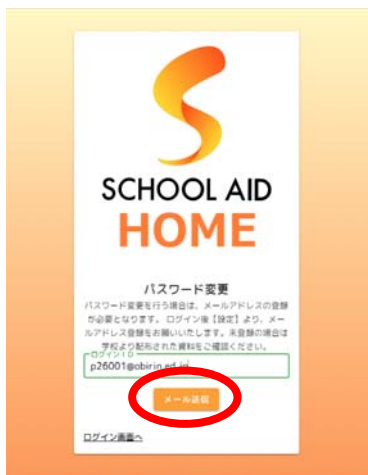 SCHOOL AID
HOME
パスワード変更
パスワード変更を行う場合は、メールアドレスの登録
が必要となります。 ログイン後【設定】より、メー
ルアドレス登録をお願いいたします。未登録の場合は
学校より配布された資料をご確認ください。
ログインID
p26001@obirin.ed.jp
メール送信
ログイン画面へ